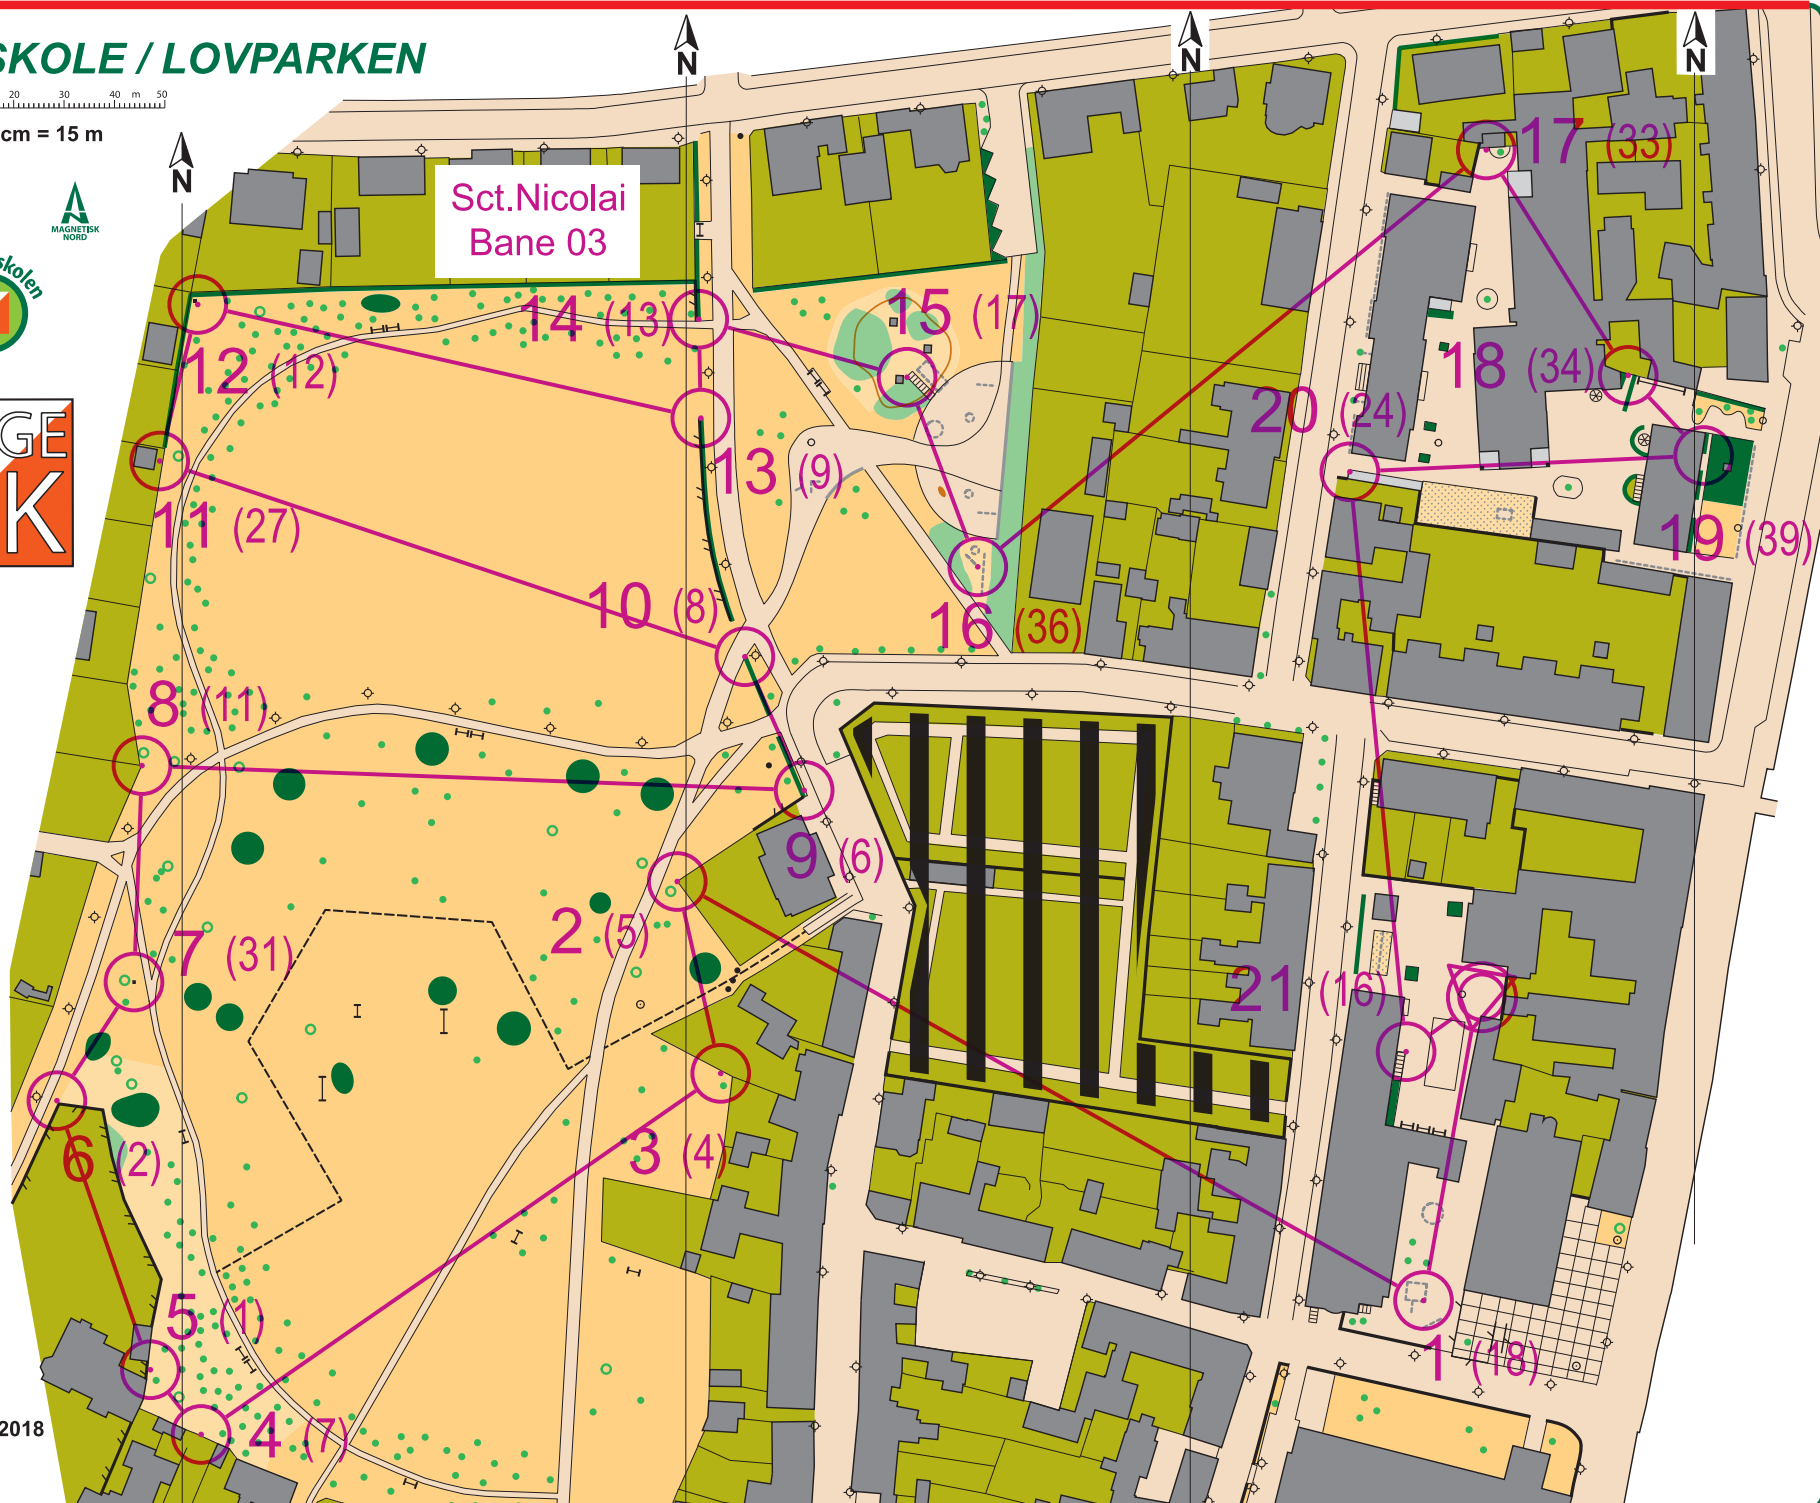 SKOLE / LOVPARKEN
20 30 40 m 50
cm = 15 m
N
N
N
N
MAGNETISK
NORD
skolen
GE
K
Sct.Nicolai
Bane 03
17 (33)
14 (13)
15 (17)
12 (12)
18 (34)
20 (24)
13 (9)
11 (27)
19 (39)
10 (8)
16 (36)
8 (11)
9 (6)
2 (5)
7 (31)
21 (16)
3 (4)
6 (2)
5 (1)
1 (18)
4 (7)
2018